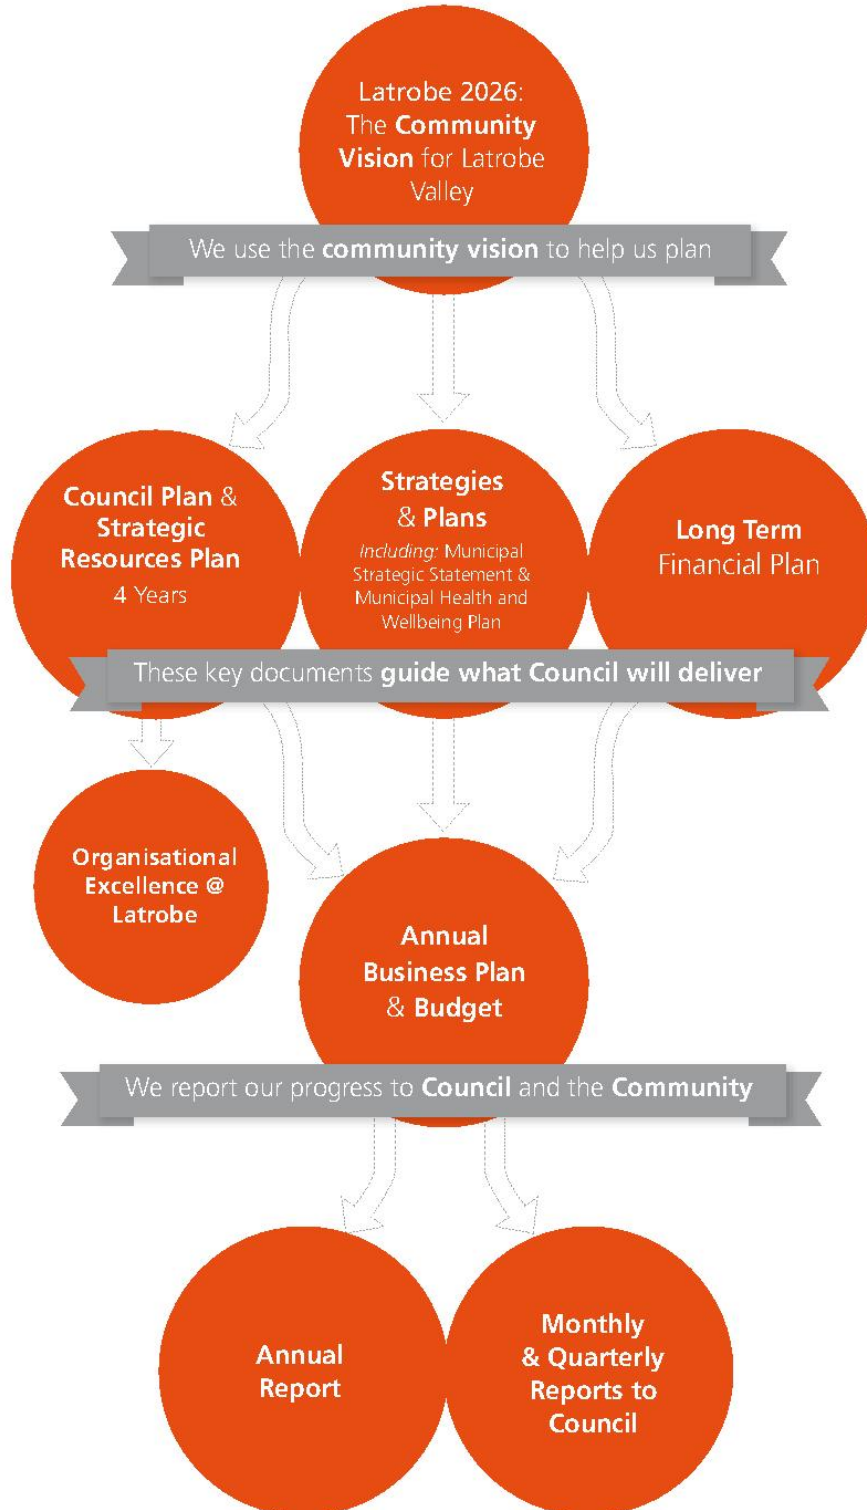 Latrobe 2026:
The Community
Vision for Latrobe
Valley
We use the community vision to help us plan
Council Plan &
Strategic
Resources Plan
4 Years
Strategies
& Plans
Including: Municipal
Strategic Statement &
Municipal Health and
Wellbeing Plan
Long Term
Financial Plan
These key documents guide what Council will deliver
Organisational
Excellence @
Latrobe
Annual
Business Plan
& Budget
We report our progress to Council and the Community
Annual
Report
Monthly
& Quarterly
Reports to
Council